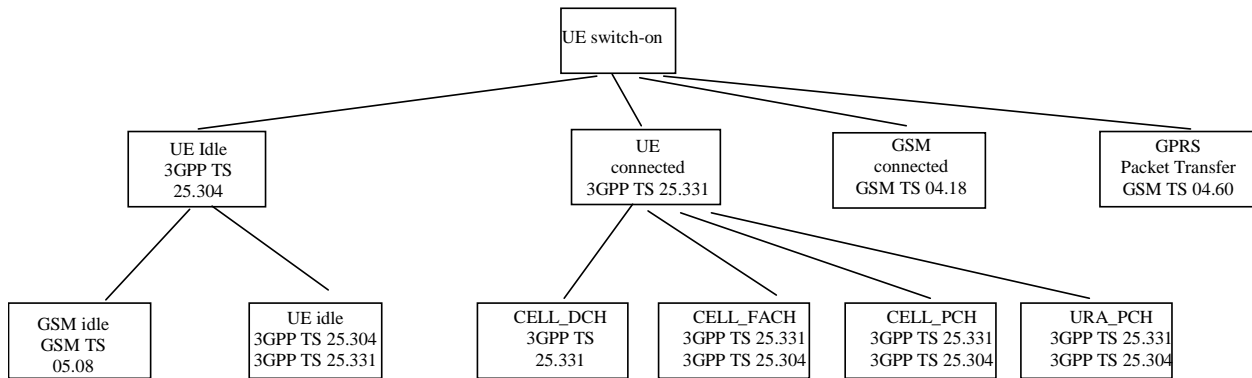 UE switch-on
UE Idle
3GPP TS
25.304
UE
connected
3GPP TS 25.331
GSM
connected
GSM TS 04.18
GPRS
Packet Transfer
GSM TS 04.60
GSM idle
GSM TS
05.08
UE idle
3GPP TS 25.304
3GPP TS 25.331
CELL_DCH
3GPP TS
25.331
CELL_FACH
3GPP TS 25.331
3GPP TS 25.304
CELL_PCH
3GPP TS 25.331
3GPP TS 25.304
URA_PCH
3GPP TS 25.331
3GPP TS 25.304